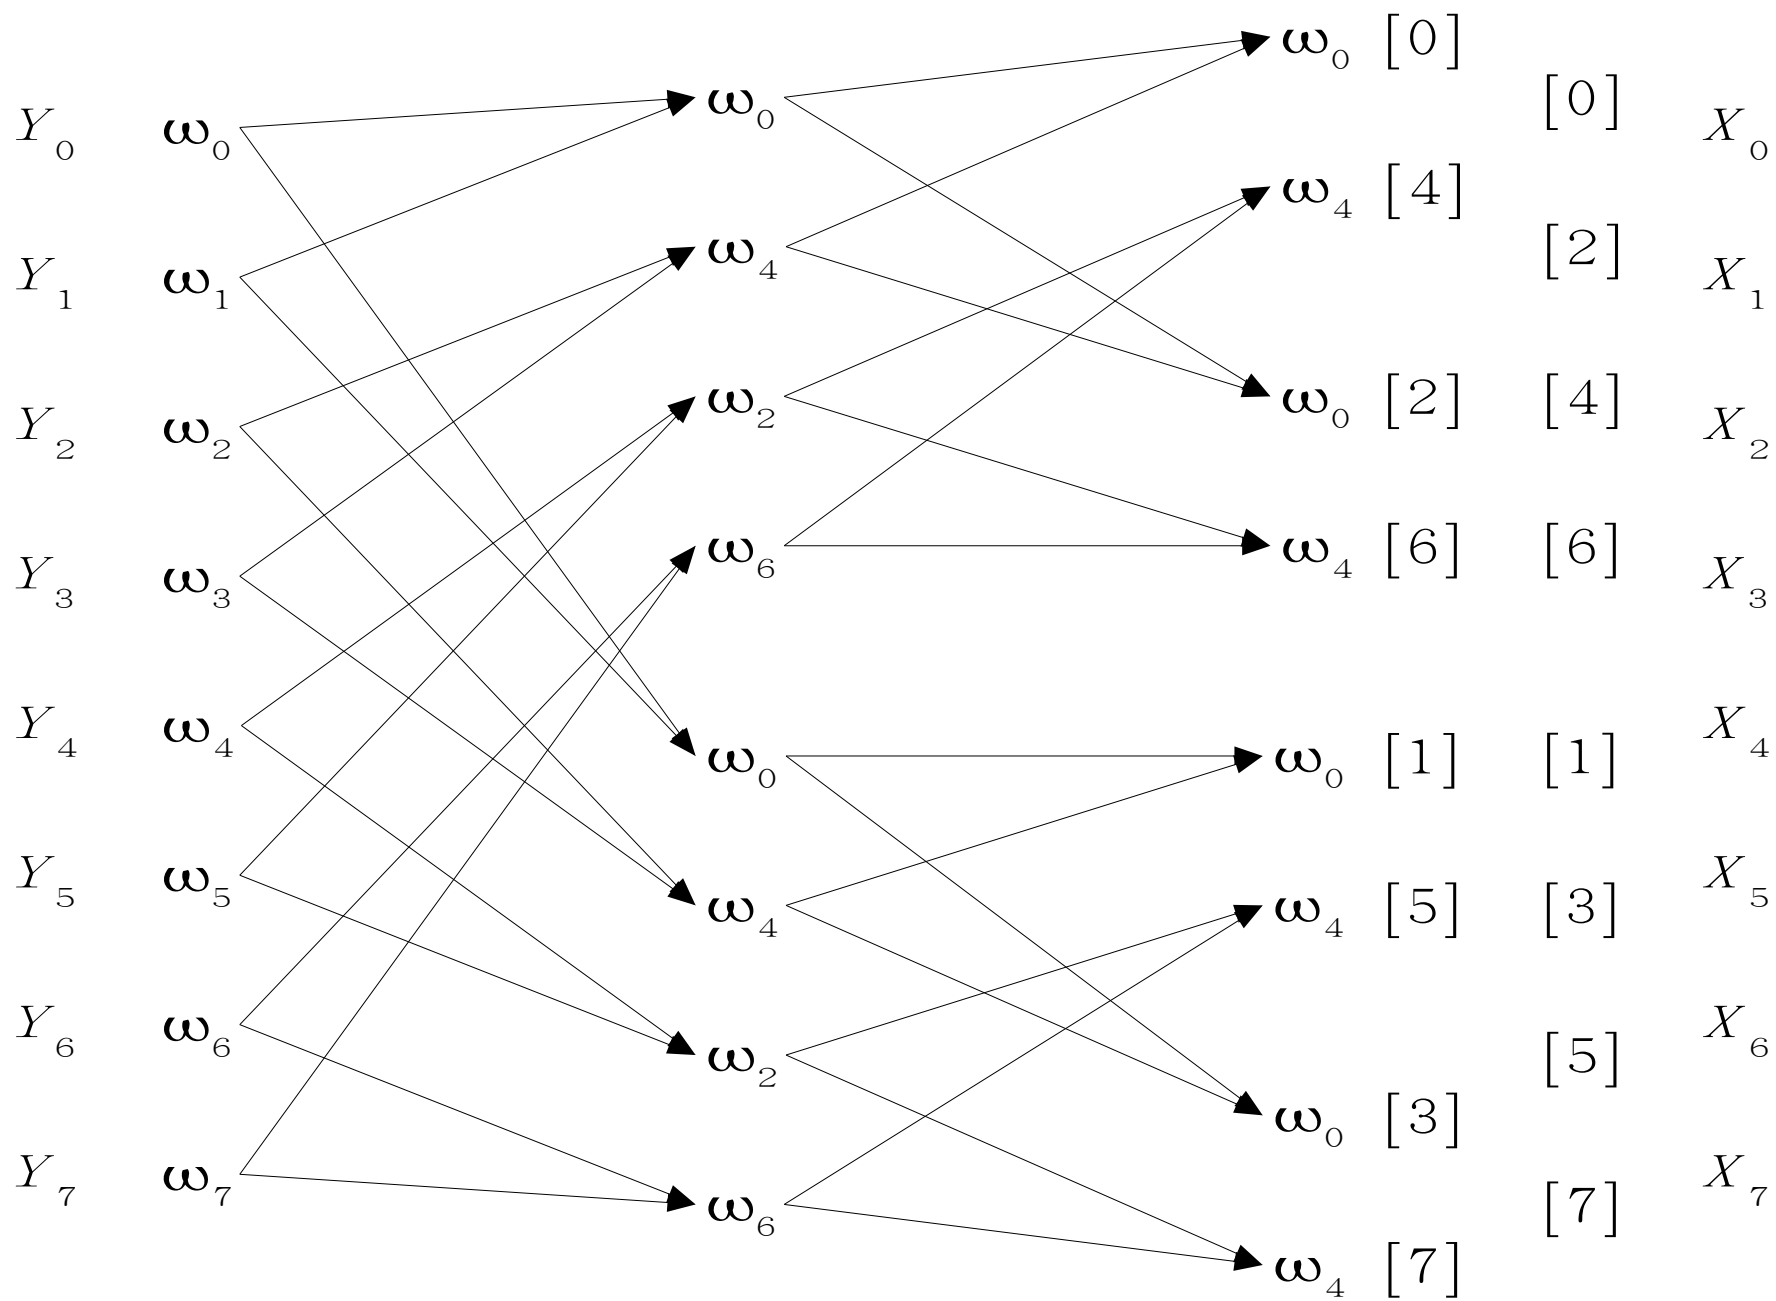 ω₀ [0]
Y₀ ω₀ ω₀ [0] X₀
ω₄ [4]
Y₁ ω₁ ω₄ [2] X₁
Y₂ ω₂ ω₂ ω₀ [2] [4] X₂
Y₃ ω₃ ω₆ ω₄ [6] [6] X₃
Y₄ ω₄ ω₀ ω₀ [1] [1] X₄
Y₅ ω₅ ω₄ ω₄ [5] [3] X₅
Y₆ ω₆ ω₂ [5] X₆
ω₀ [3]
Y₇ ω₇ ω₆ [7] X₇
ω₄ [7]